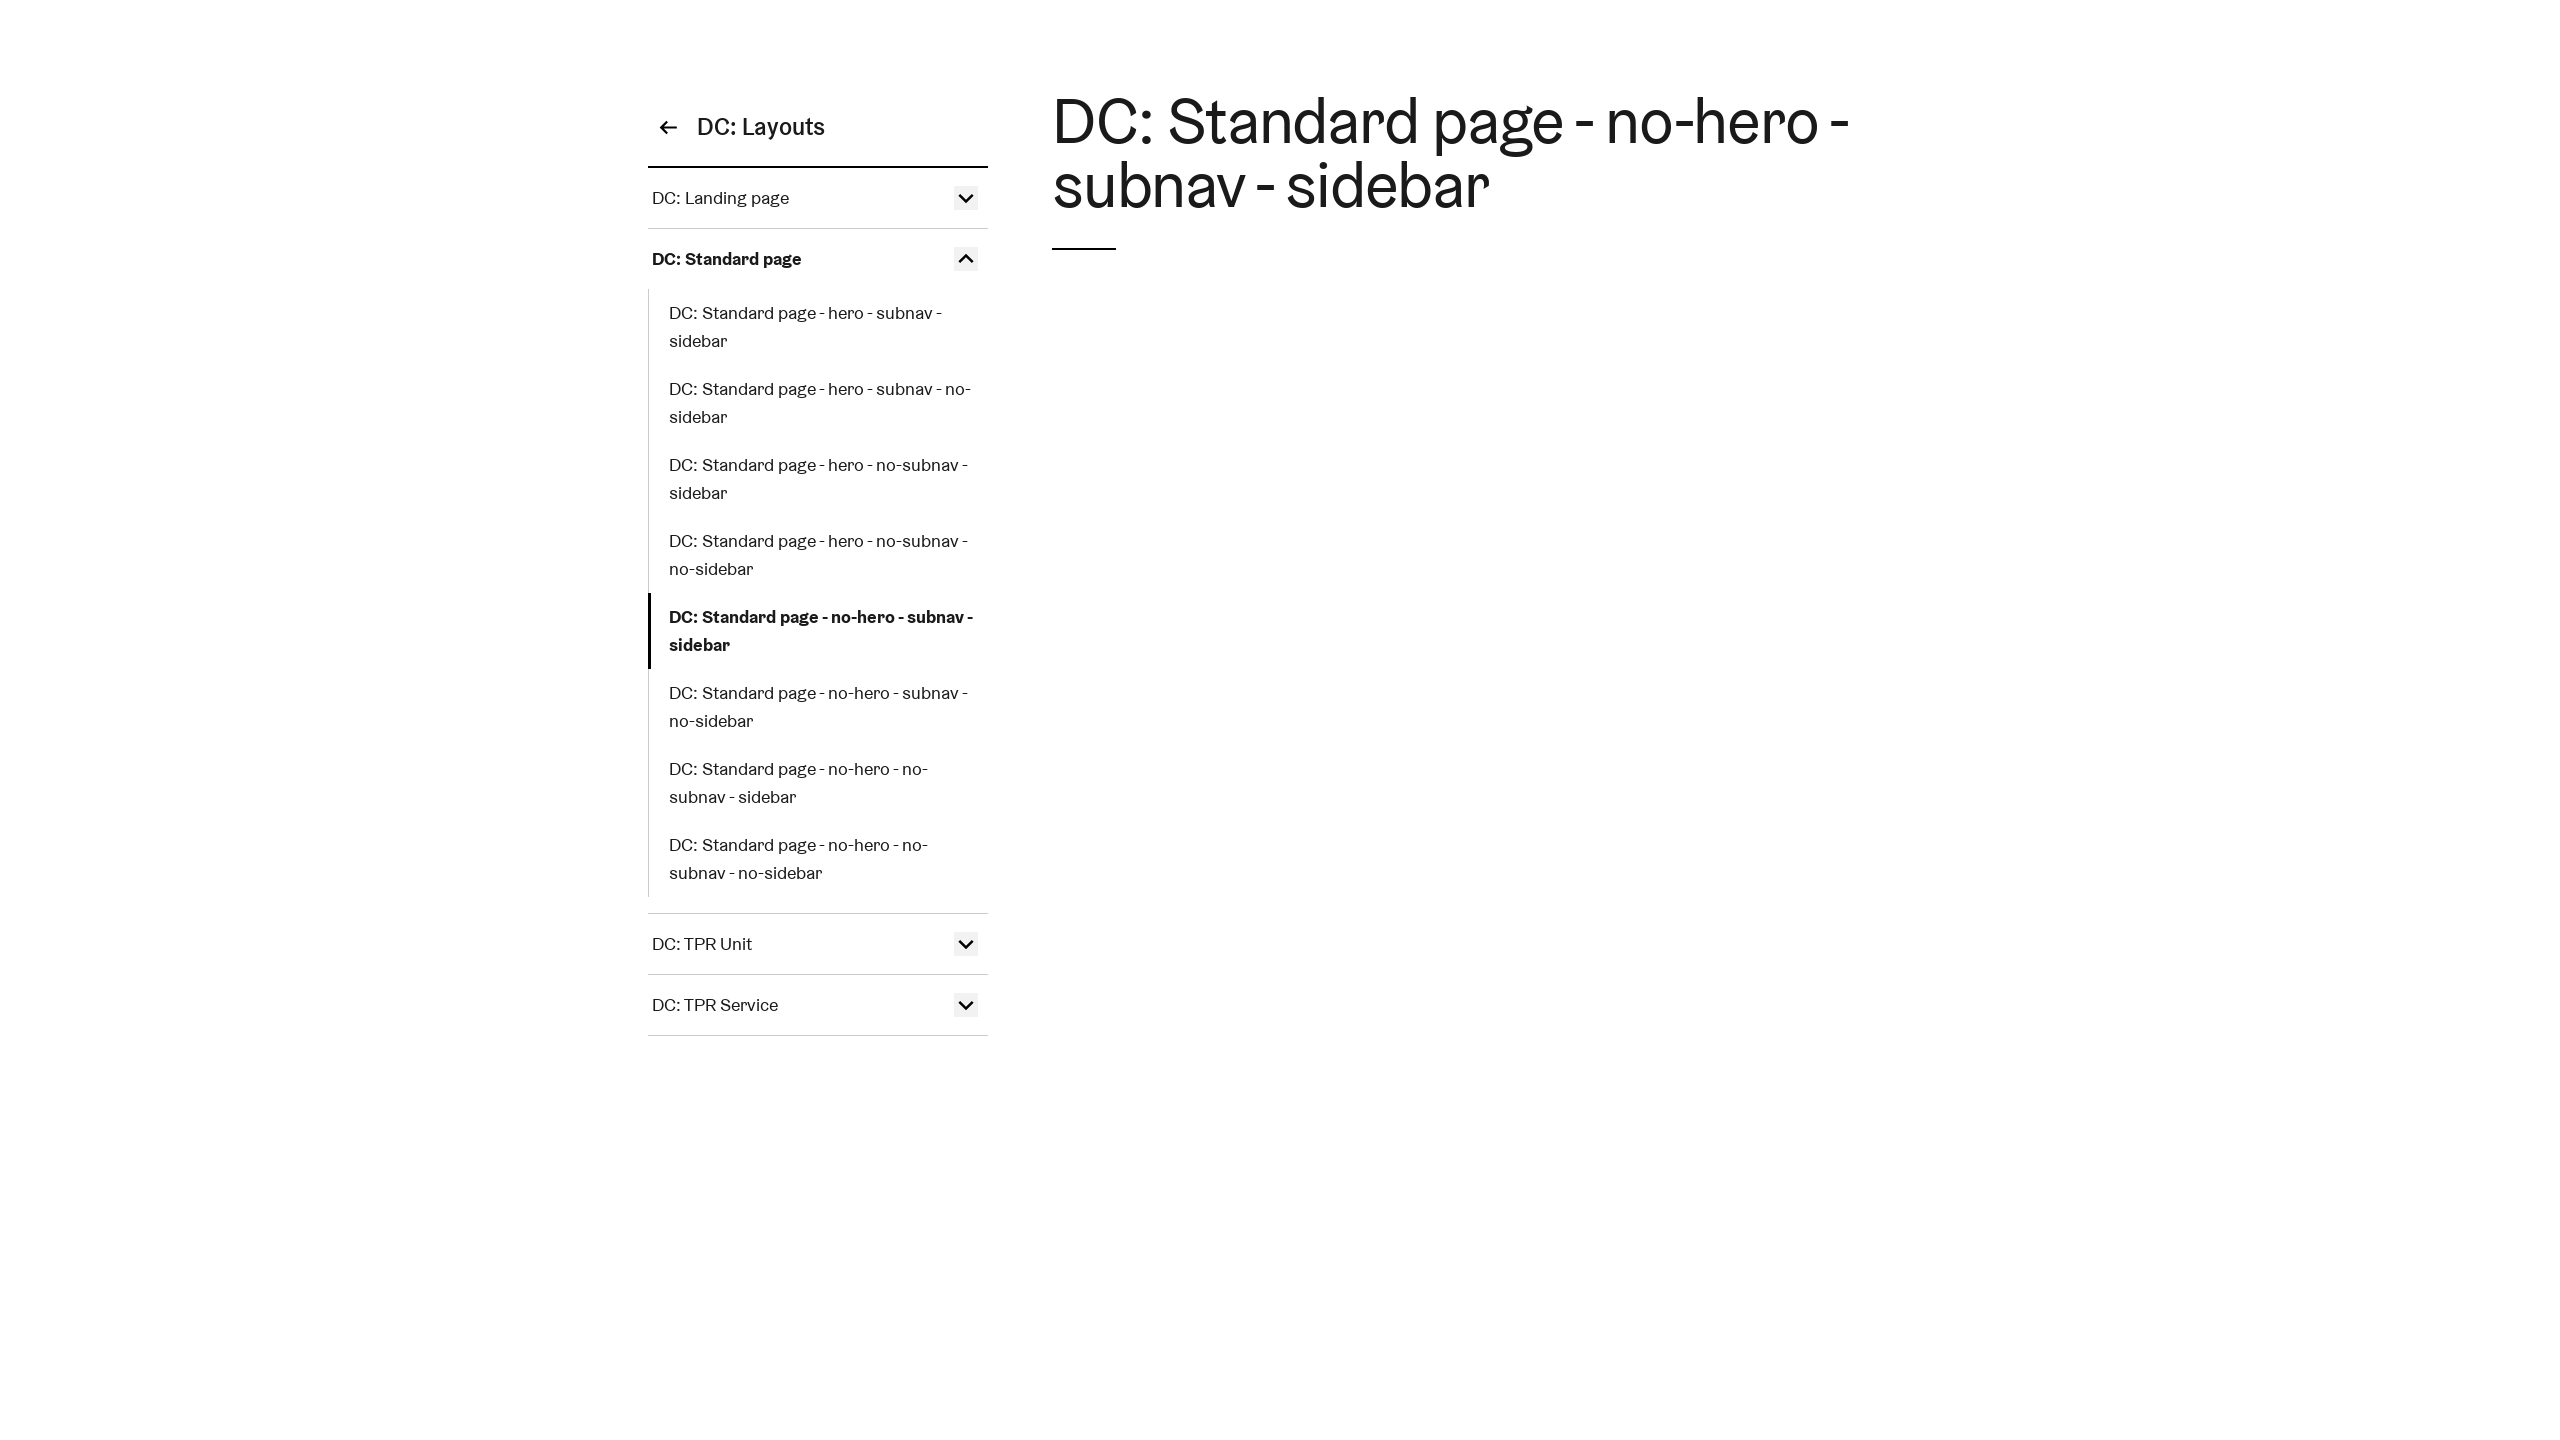 DC: Layouts
DC: Landing page
DC: Standard page
DC: Standard page - hero - subnav -
sidebar
DC: Standard page - hero - subnav - no-
sidebar
DC: Standard page - hero - no-subnav -
sidebar
DC: Standard page - hero - no-subnav -
no-sidebar
DC: Standard page - no-hero - subnav -
sidebar
DC: Standard page - no-hero - subnav -
no-sidebar
DC: Standard page - no-hero - no-
subnav - sidebar
DC: Standard page - no-hero - no-
subnav - no-sidebar
DC: TPR Unit
DC: TPR Service
DC: Standard page - no-hero -
subnav - sidebar